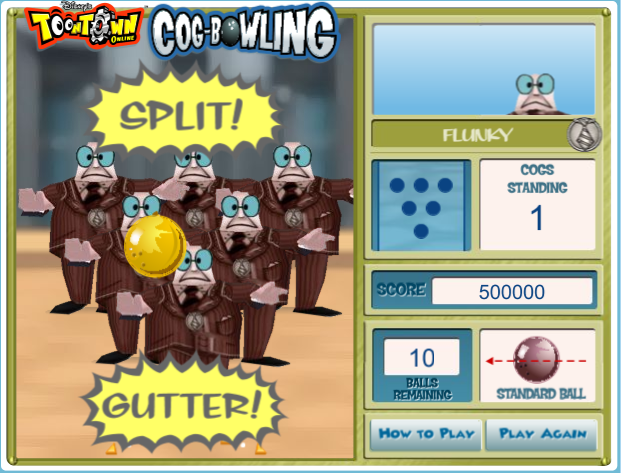 Disney's
TOONTOWN
ONLINE
COG-BOWLING
SPLIT!
FLUNKY
COGS
STANDING
1
SCORE 500000
10
BALLS
REMAINING
STANDARD BALL
GUTTER!
HOW TO PLAY
PLAY AGAIN